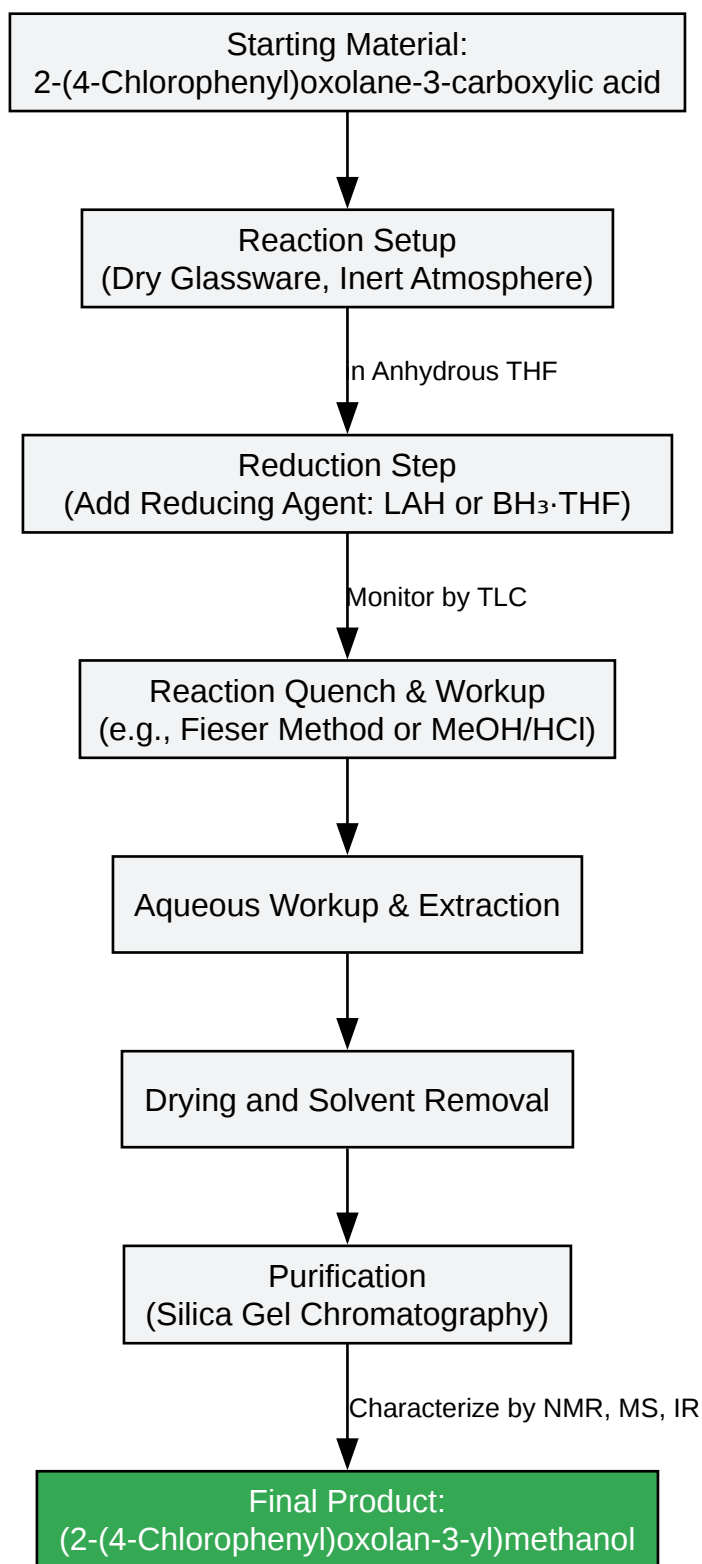 Starting Material:
2-(4-Chlorophenyl)oxolane-3-carboxylic acid
Reaction Setup
(Dry Glassware, Inert Atmosphere)
in Anhydrous THF
Reduction Step
(Add Reducing Agent: LAH or BH₃·THF)
Monitor by TLC
Reaction Quench & Workup
(e.g., Fieser Method or MeOH/HCl)
Aqueous Workup & Extraction
Drying and Solvent Removal
Purification
(Silica Gel Chromatography)
Characterize by NMR, MS, IR
Final Product:
(2-(4-Chlorophenyl)oxolan-3-yl)methanol